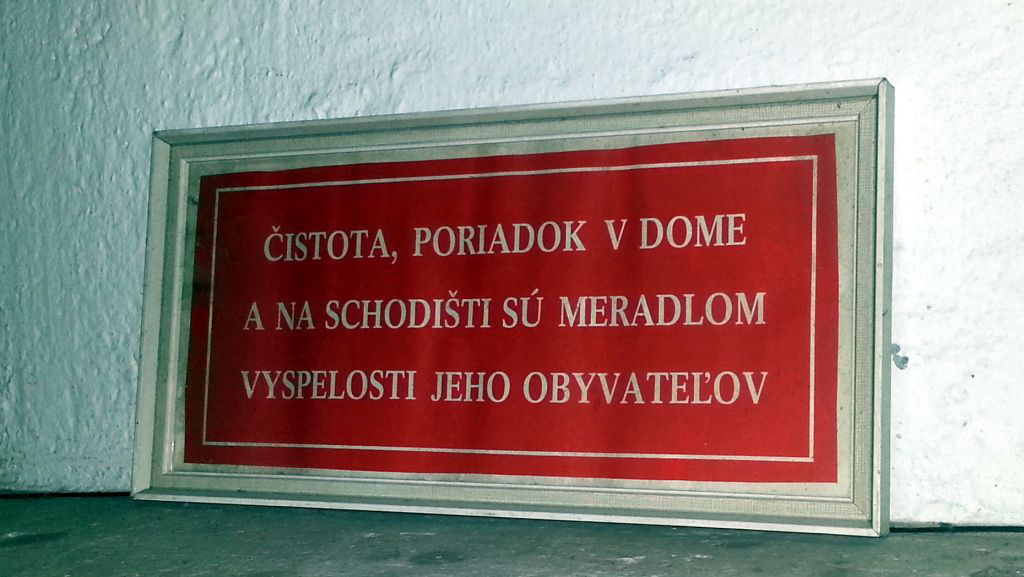 ČISTOTA, PORIADOK V DOME
A NA SCHODIŠTI SÚ MERADLOM
VYSPELOSTI JEHO OBYVATEĽOV